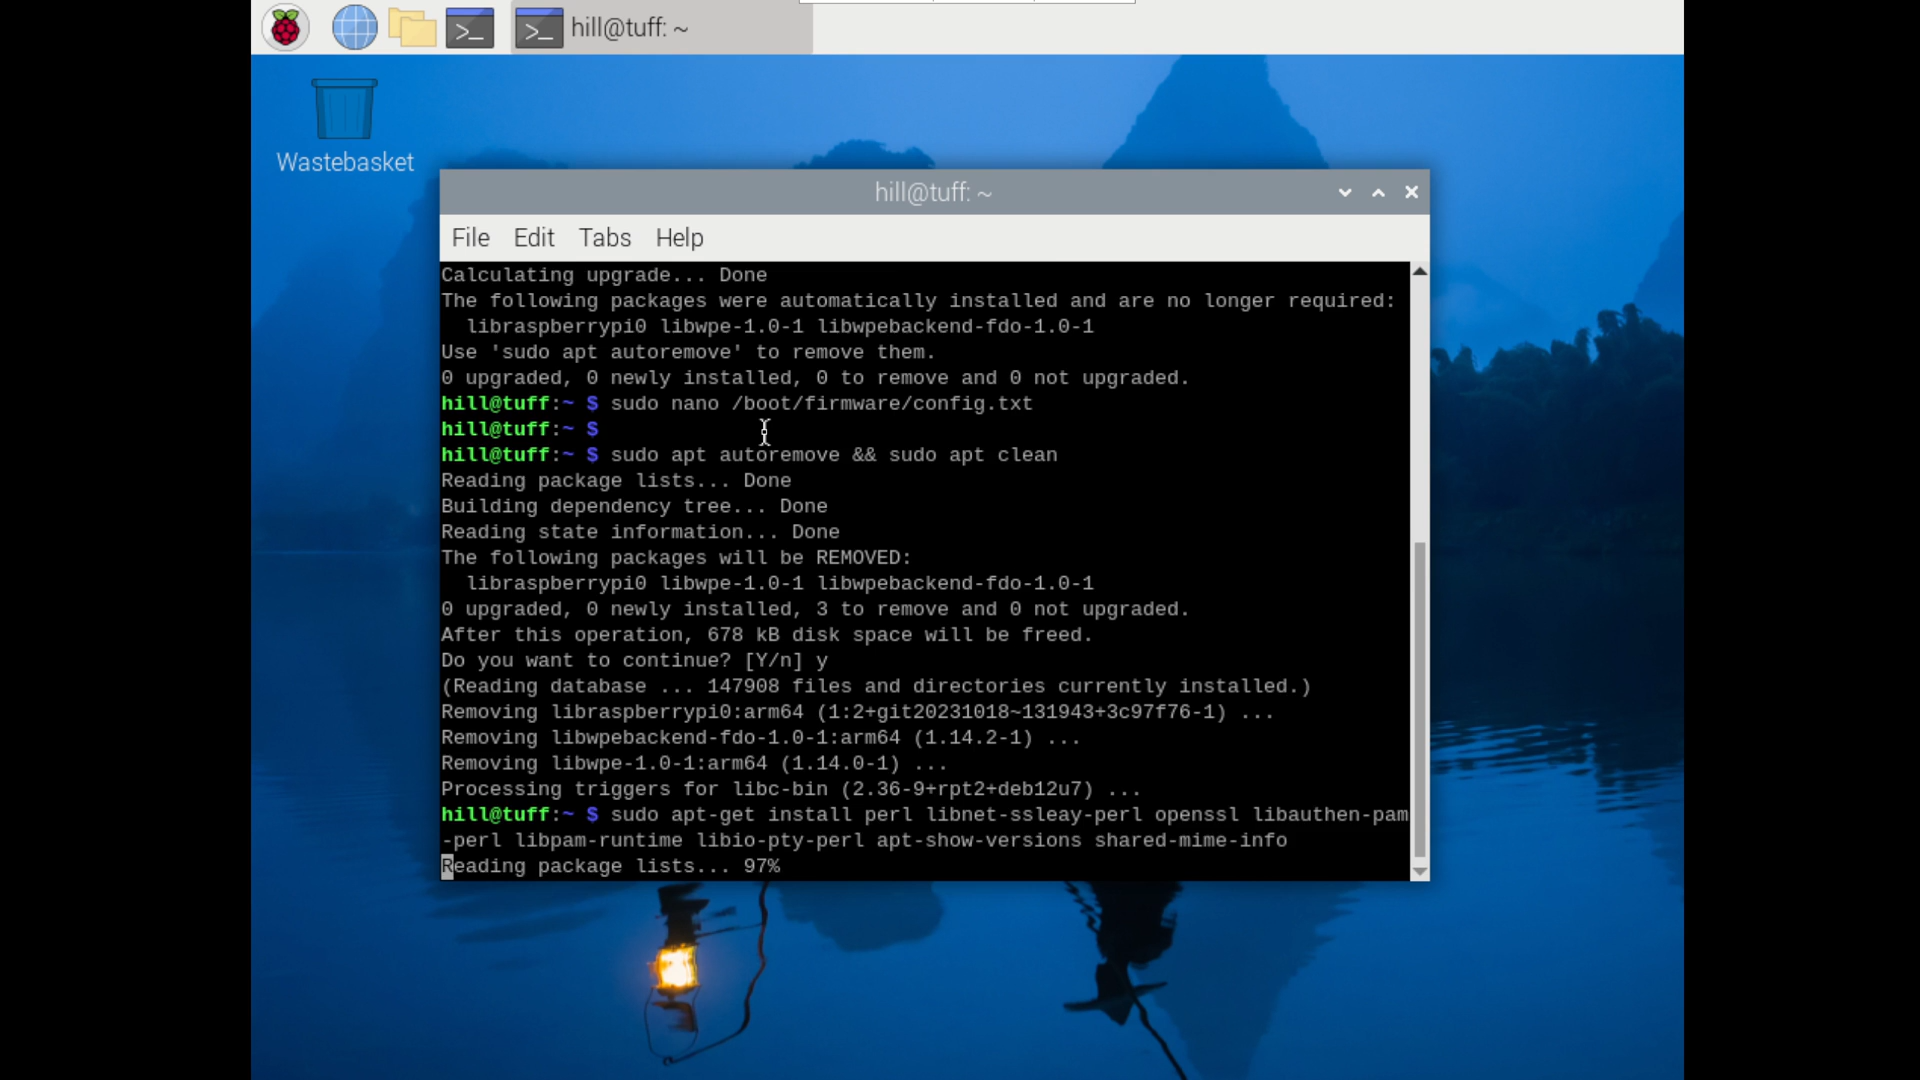 hill@tuff: ~
Wastebasket
hill@tuff: ~
File Edit Tabs Help
Calculating upgrade... Done
The following packages were automatically installed and are no longer required:
  libraspberrypi0 libwpe-1.0-1 libwpebackend-fdo-1.0-1
Use 'sudo apt autoremove' to remove them.
0 upgraded, 0 newly installed, 0 to remove and 0 not upgraded.
hill@tuff:~ $ sudo nano /boot/firmware/config.txt
hill@tuff:~ $
hill@tuff:~ $ sudo apt autoremove && sudo apt clean
Reading package lists... Done
Building dependency tree... Done
Reading state information... Done
The following packages will be REMOVED:
  libraspberrypi0 libwpe-1.0-1 libwpebackend-fdo-1.0-1
0 upgraded, 0 newly installed, 3 to remove and 0 not upgraded.
After this operation, 678 kB disk space will be freed.
Do you want to continue? [Y/n] y
(Reading database ... 147908 files and directories currently installed.)
Removing libraspberrypi0:arm64 (1:2+git20231018~131943+3c97f76-1) ...
Removing libwpebackend-fdo-1.0-1:arm64 (1.14.2-1) ...
Removing libwpe-1.0-1:arm64 (1.14.0-1) ...
Processing triggers for libc-bin (2.36-9+rpt2+deb12u7) ...
hill@tuff:~ $ sudo apt-get install perl libnet-ssleay-perl openssl libauthen-pam
-perl libpam-runtime libio-pty-perl apt-show-versions shared-mime-info
Reading package lists... 97%